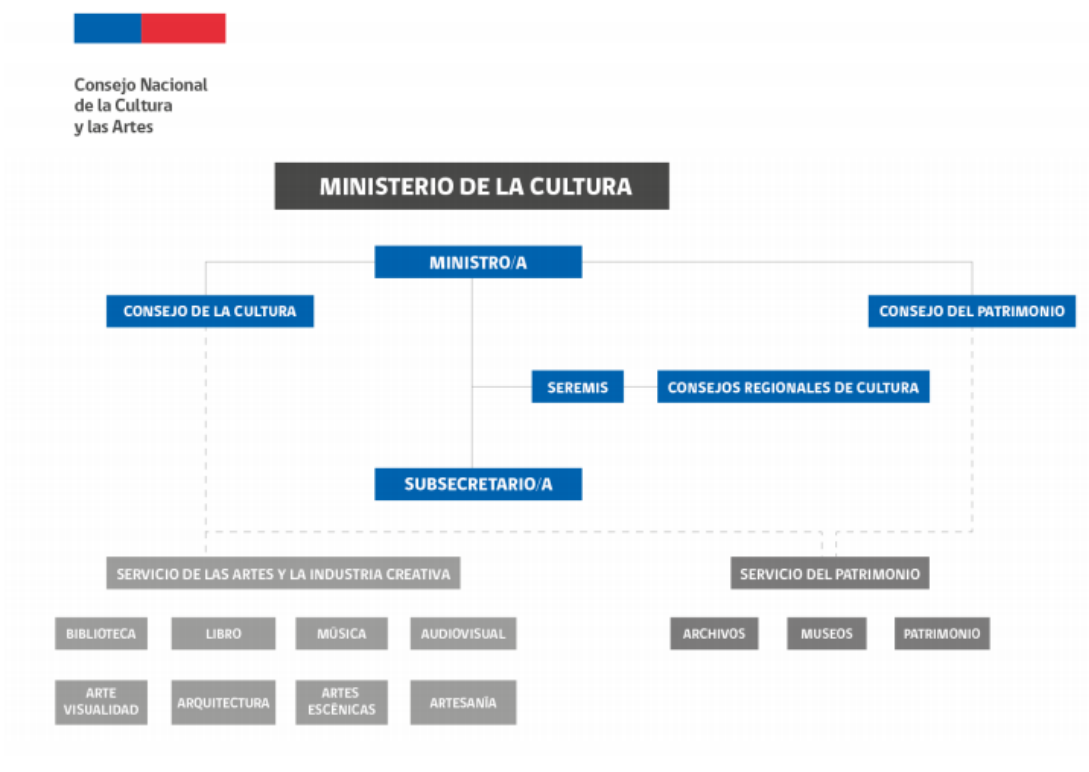 Consejo Nacional
de la Cultura
y las Artes
MINISTERIO DE LA CULTURA
MINISTRO/A
CONSEJO DE LA CULTURA
CONSEJO DEL PATRIMONIO
SEREMIS
CONSEJOS REGIONALES DE CULTURA
SUBSECRETARIO/A
SERVICIO DE LAS ARTES Y LA INDUSTRIA CREATIVA
SERVICIO DEL PATRIMONIO
BIBLIOTECA
LIBRO
MÚSICA
AUDIOVISUAL
ARCHIVOS
MUSEOS
PATRIMONIO
ARTE
VISUALIDAD
ARQUITECTURA
ARTES
ESCÉNICAS
ARTESANÍA